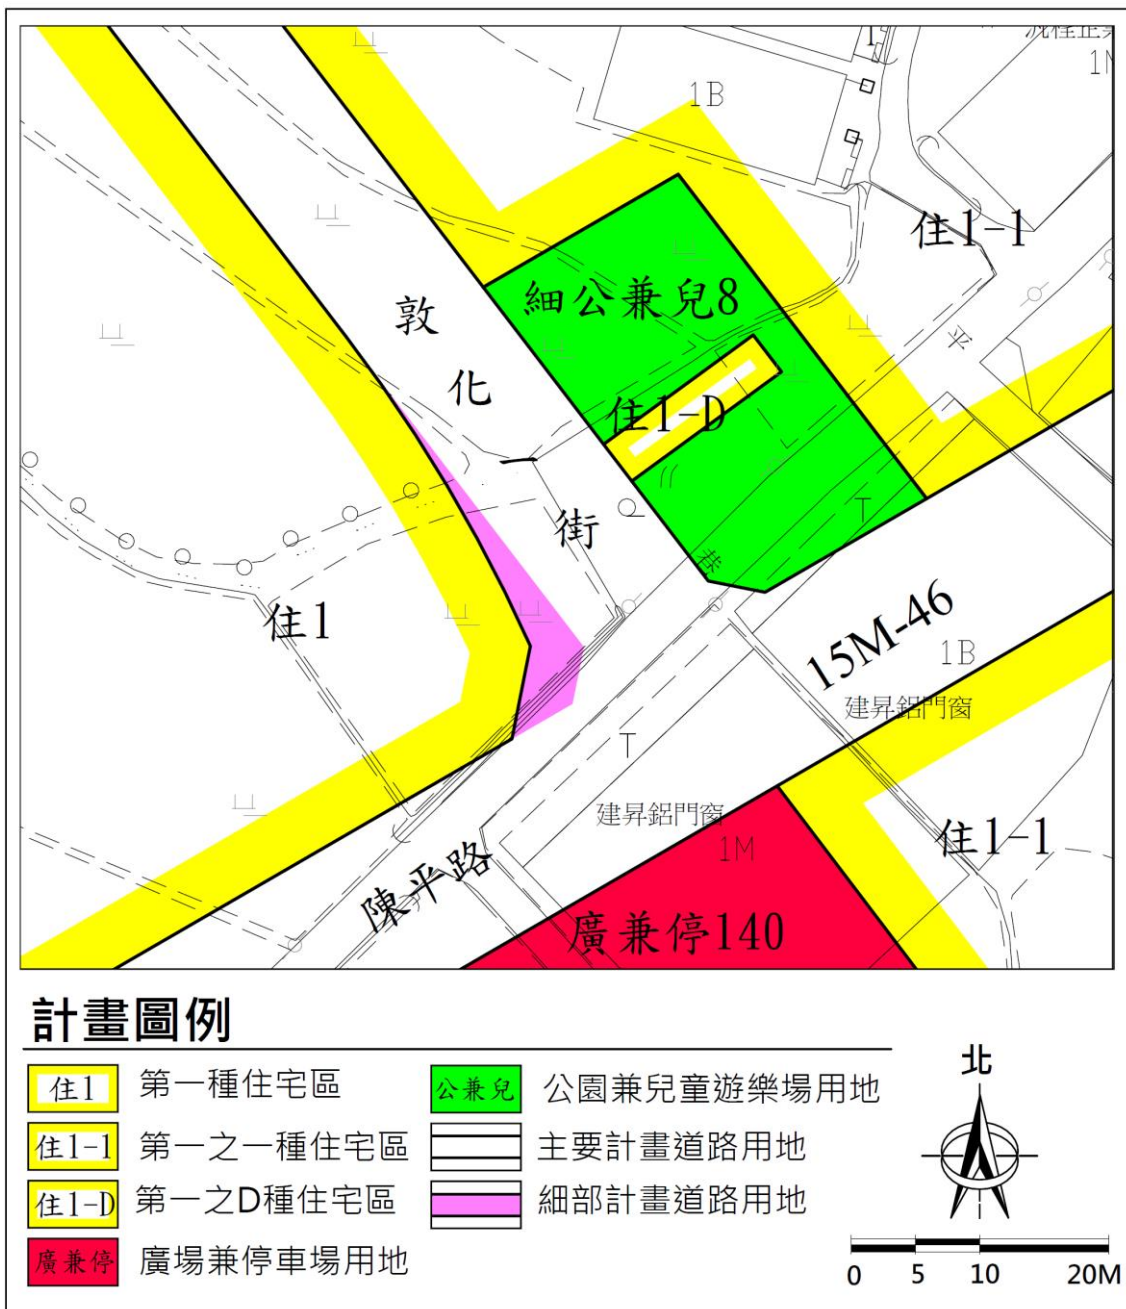 1B
住1-1
細公兼兒8
敦
化
街
住1-D
平
巷
T
住1
15M-46
1B
建昇鋁門窗
T
建昇鋁門窗
1M
住1-1
陳平路
廣兼停140
計畫圖例
住1 第一種住宅區
公兼兒 公園兼兒童遊樂場用地
住1-1 第一之一種住宅區
主要計畫道路用地
住1-D 第一之D種住宅區
細部計畫道路用地
廣兼停 廣場兼停車場用地
北
0 5 10 20M